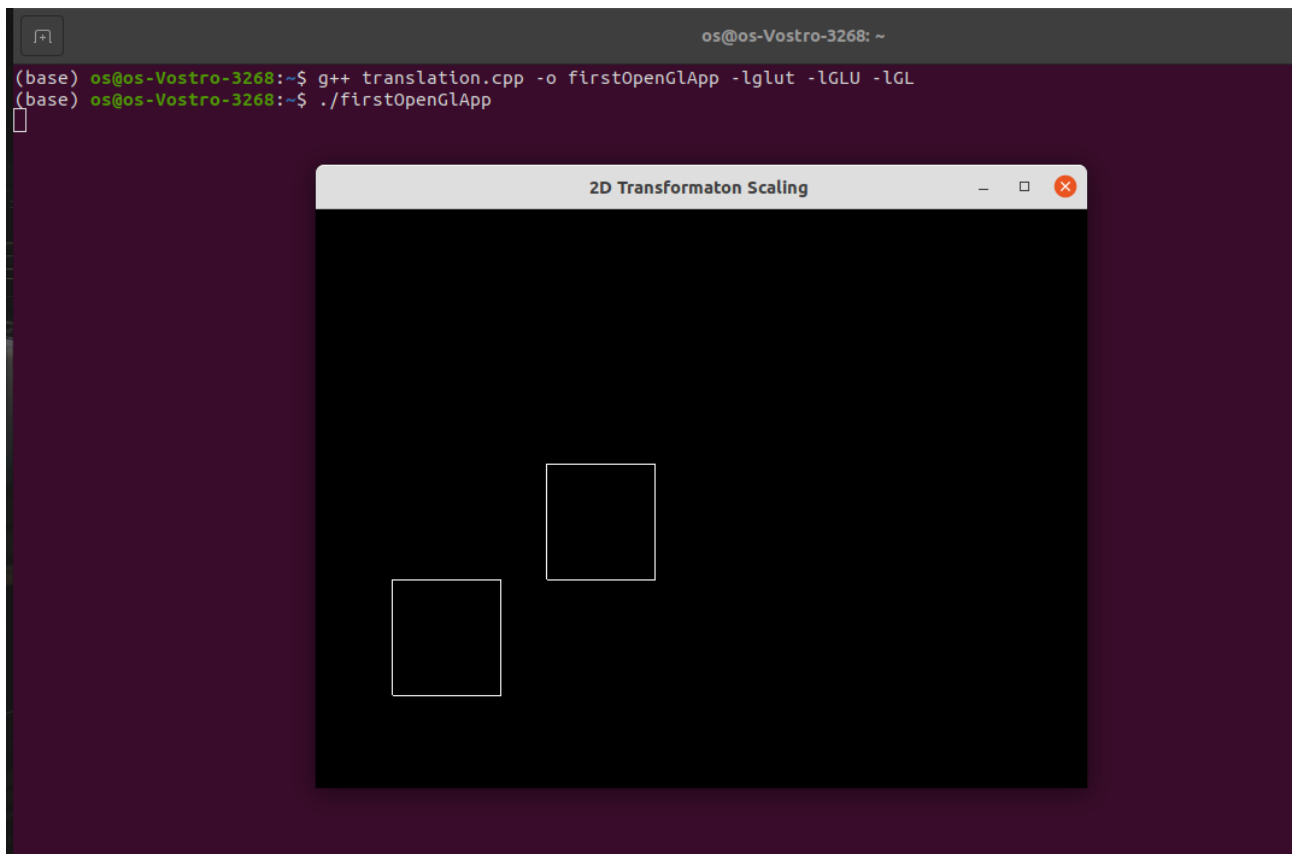 os@os-Vostro-3268: ~
(base) os@os-Vostro-3268:~$ g++ translation.cpp -o firstOpenGlApp -lglut -lGLU -lGL
(base) os@os-Vostro-3268:~$ ./firstOpenGlApp
2D Transformaton Scaling